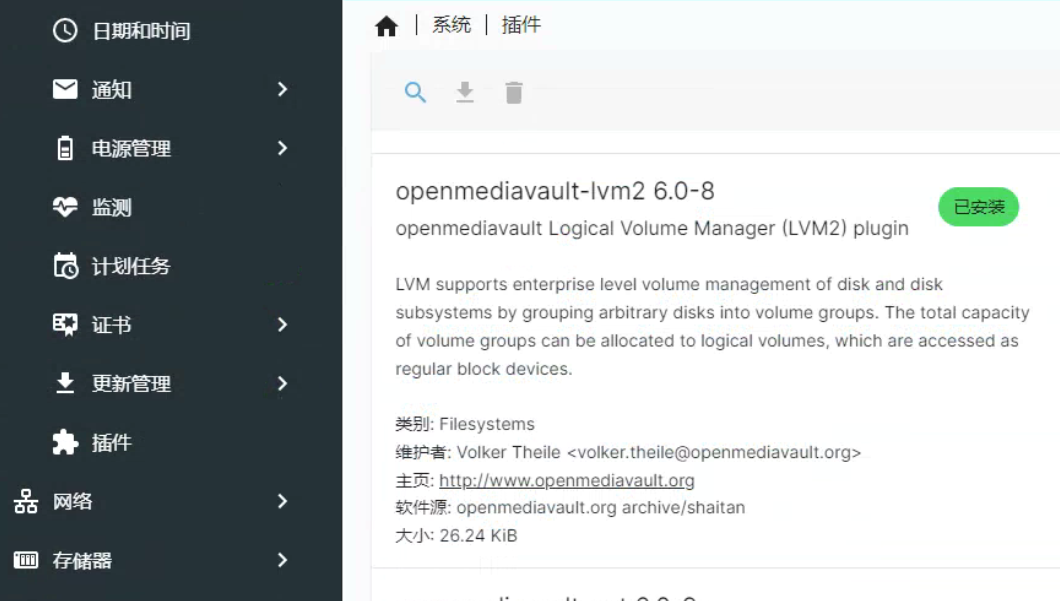 日期和时间
通知
电源管理
监测
计划任务
证书
更新管理
插件
网络
存储器
系统 | 插件
openmediavault-lvm2 6.0-8
已安装
openmediavault Logical Volume Manager (LVM2) plugin
LVM supports enterprise level volume management of disk and disk
subsystems by grouping arbitrary disks into volume groups. The total capacity
of volume groups can be allocated to logical volumes, which are accessed as
regular block devices.
类别: Filesystems
维护者: Volker Theile <volker.theile@openmediavault.org>
主页: http://www.openmediavault.org
软件源: openmediavault.org archive/shaitan
大小: 26.24 KiB